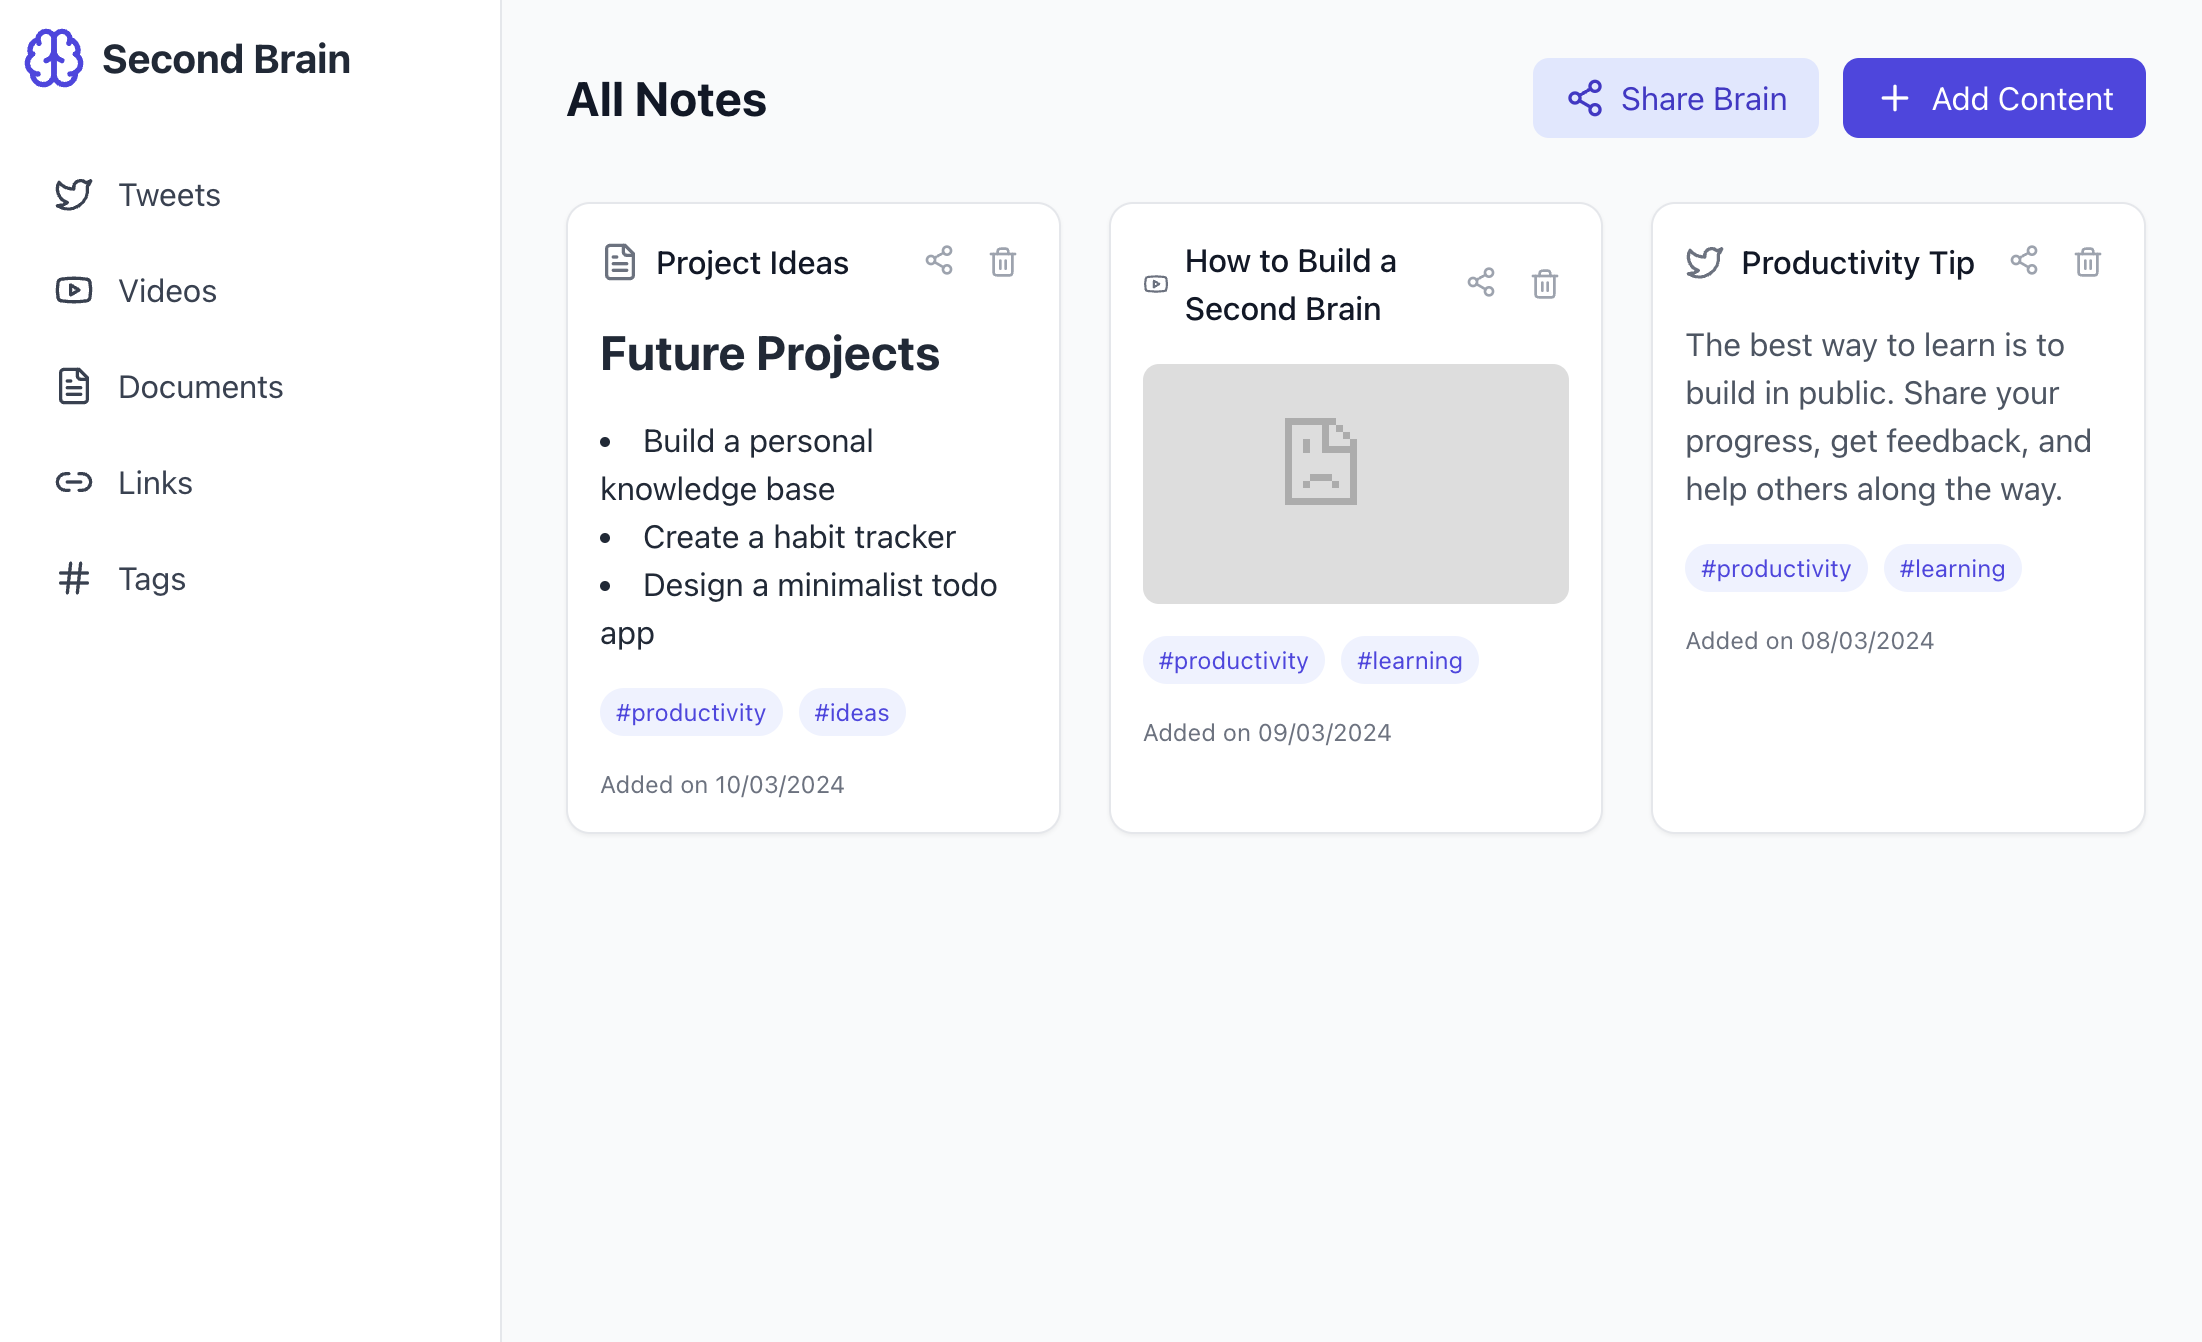 Second Brain
Tweets
Videos
Documents
Links
Tags
All Notes
Share Brain
Add Content
Project Ideas
Future Projects
• Build a personal
knowledge base
• Create a habit tracker
• Design a minimalist todo
app
#productivity #ideas
Added on 10/03/2024
How to Build a
Second Brain
#productivity #learning
Added on 09/03/2024
Productivity Tip
The best way to learn is to
build in public. Share your
progress, get feedback, and
help others along the way.
#productivity #learning
Added on 08/03/2024